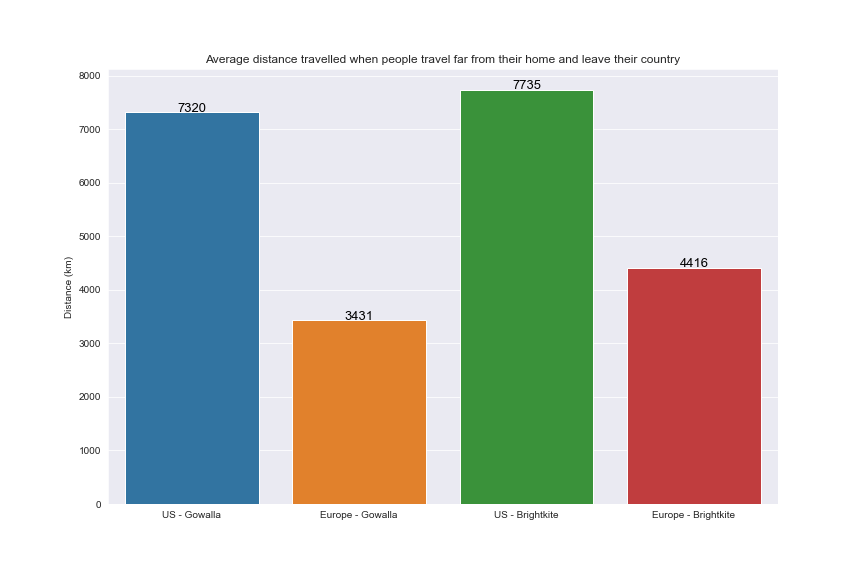 Average distance travelled when people travel far from their home and leave their country
8000
7000
6000
5000
4000
3000
2000
1000
0
Distance (km)
7320
3431
7735
4416
US - Gowalla
Europe - Gowalla
US - Brightkite
Europe - Brightkite